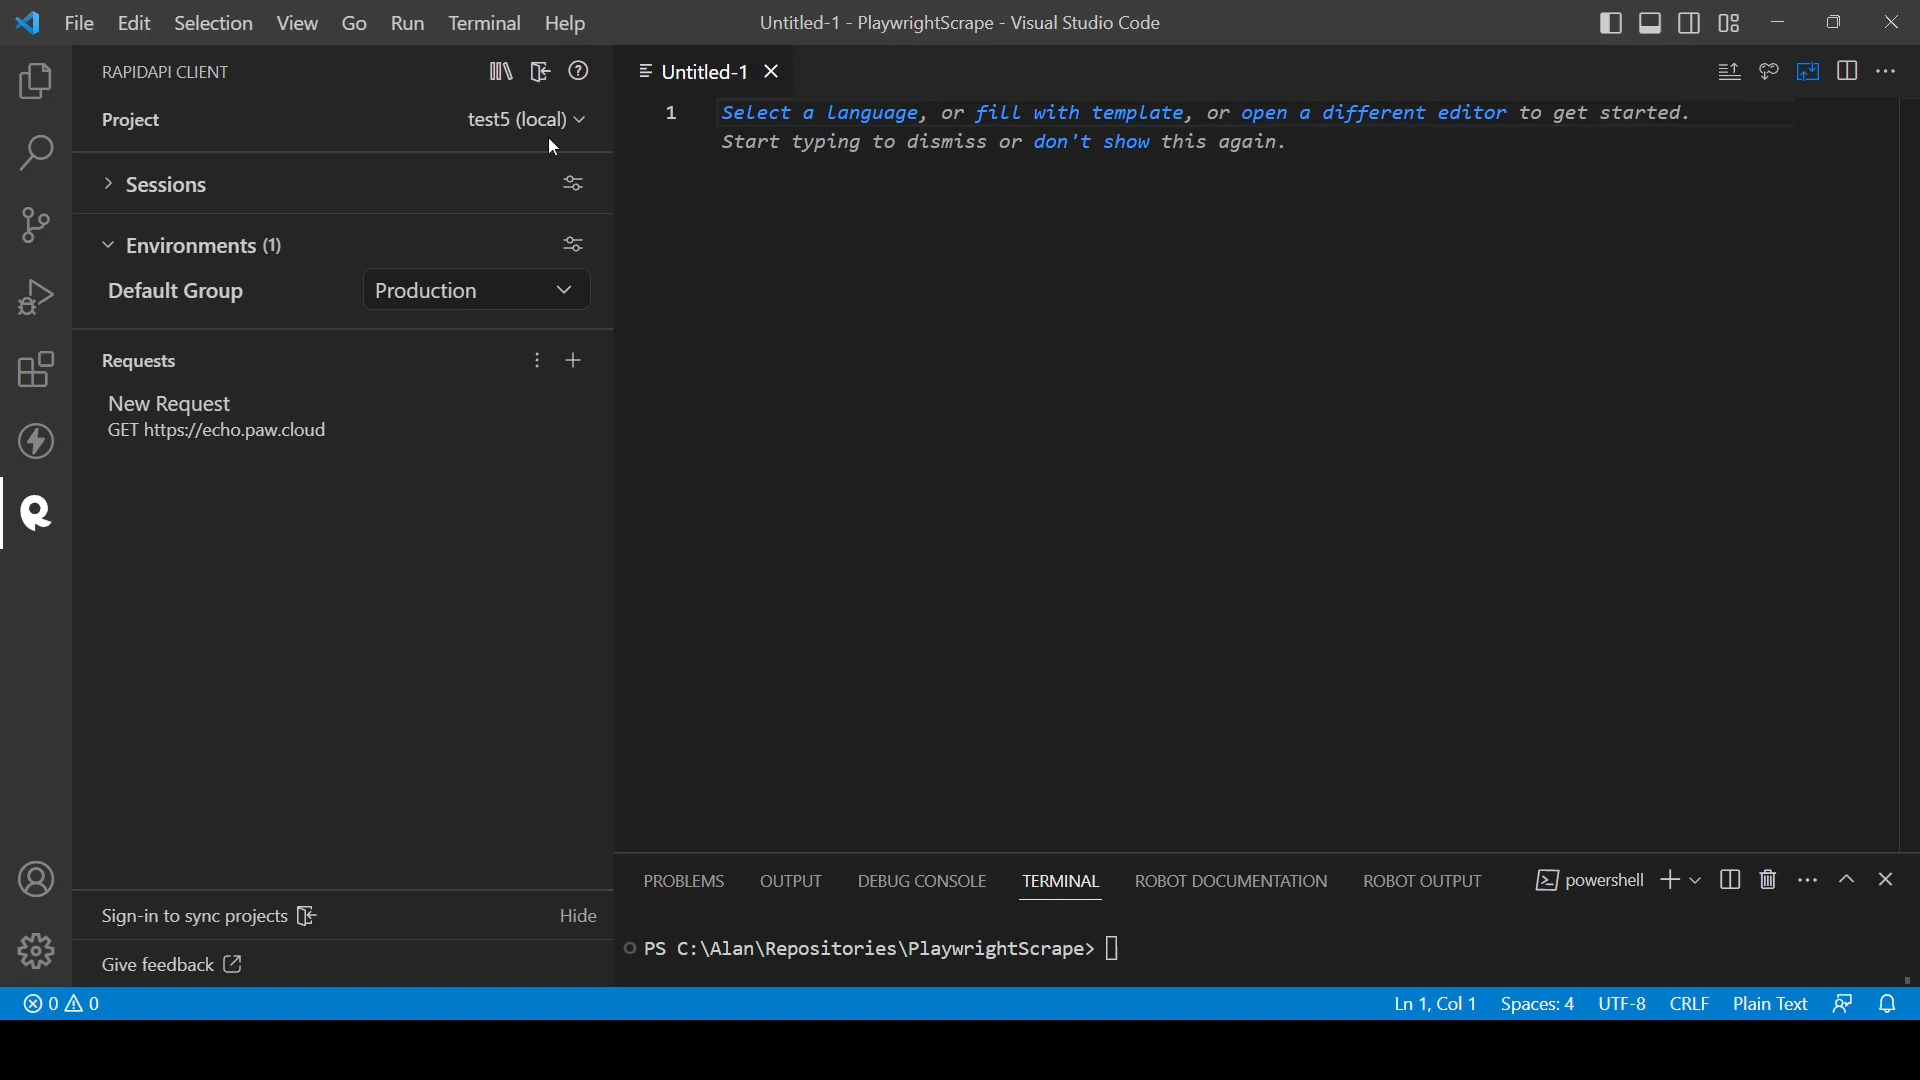 File Edit Selection View Go Run Terminal Help
Untitled-1 - PlaywrightScrape - Visual Studio Code
RAPIDAPI CLIENT
Project test5 (local)
Sessions
Environments (1)
Default Group Production
Requests
New Request
GET https://echo.paw.cloud
Sign-in to sync projects Hide
Give feedback
Untitled-1
1 Select a language, or fill with template, or open a different editor to get started.
Start typing to dismiss or don't show this again.
PROBLEMS OUTPUT DEBUG CONSOLE TERMINAL ROBOT DOCUMENTATION ROBOT OUTPUT powershell
PS C:\Alan\Repositories\PlaywrightScrape>
0 0 Ln 1, Col 1 Spaces: 4 UTF-8 CRLF Plain Text